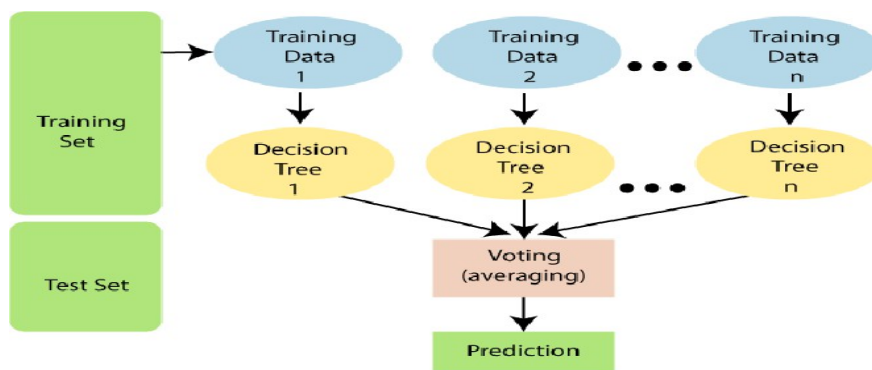 Training
Set
Test Set
Training
Data
1
Training
Data
2
Training
Data
n
Decision
Tree
1
Decision
Tree
2
Decision
Tree
n
Voting
(averaging)
Prediction